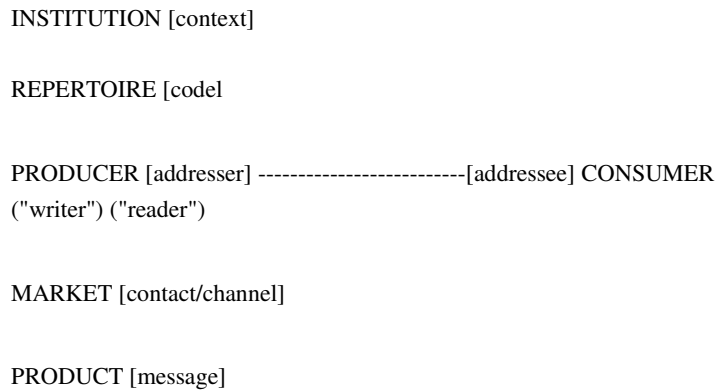 INSTITUTION [context]
REPERTOIRE [codel
PRODUCER [addresser] --------------------------[addressee] CONSUMER
("writer") ("reader")
MARKET [contact/channel]
PRODUCT [message]